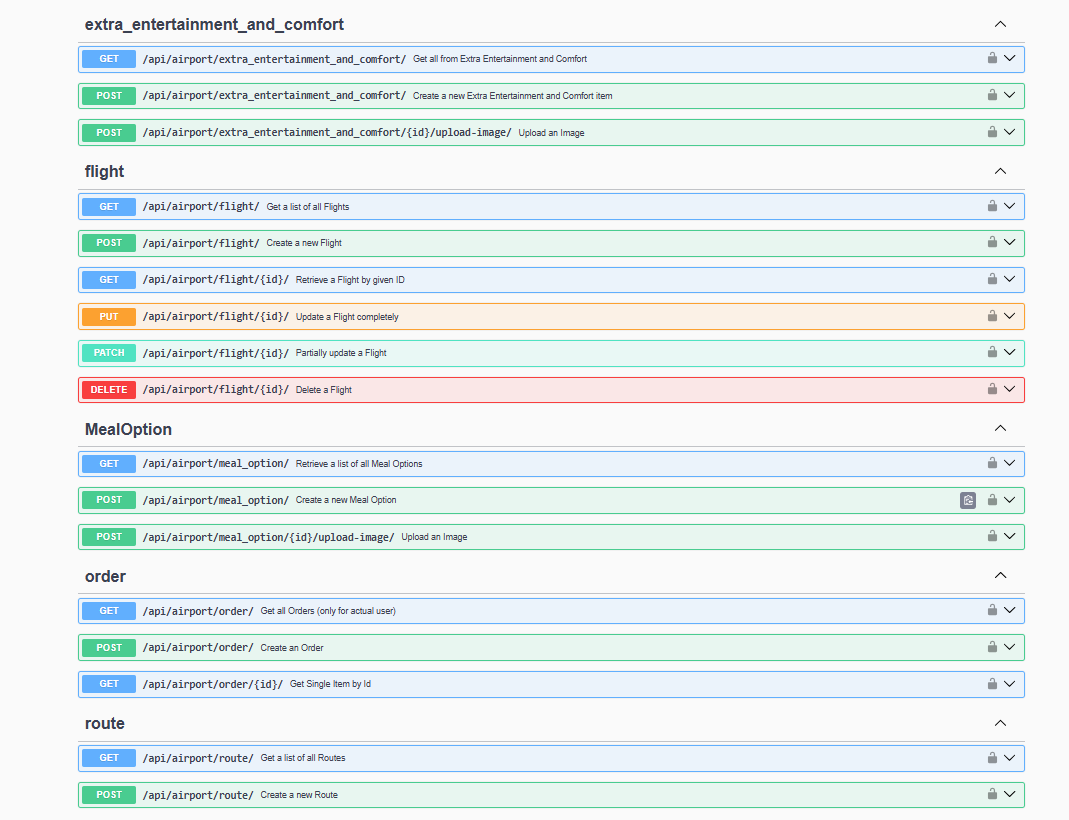 extra_entertainment_and_comfort
GET /api/airport/extra_entertainment_and_comfort/ Get all from Extra Entertainment and Comfort
POST /api/airport/extra_entertainment_and_comfort/ Create a new Extra Entertainment and Comfort item
POST /api/airport/extra_entertainment_and_comfort/{id}/upload-image/ Upload an Image
flight
GET /api/airport/flight/ Get a list of all Flights
POST /api/airport/flight/ Create a new Flight
GET /api/airport/flight/{id}/ Retrieve a Flight by given ID
PUT /api/airport/flight/{id}/ Update a Flight completely
PATCH /api/airport/flight/{id}/ Partially update a Flight
DELETE /api/airport/flight/{id}/ Delete a Flight
MealOption
GET /api/airport/meal_option/ Retrieve a list of all Meal Options
POST /api/airport/meal_option/ Create a new Meal Option
POST /api/airport/meal_option/{id}/upload-image/ Upload an Image
order
GET /api/airport/order/ Get all Orders (only for actual user)
POST /api/airport/order/ Create an Order
GET /api/airport/order/{id}/ Get Single Item by Id
route
GET /api/airport/route/ Get a list of all Routes
POST /api/airport/route/ Create a new Route